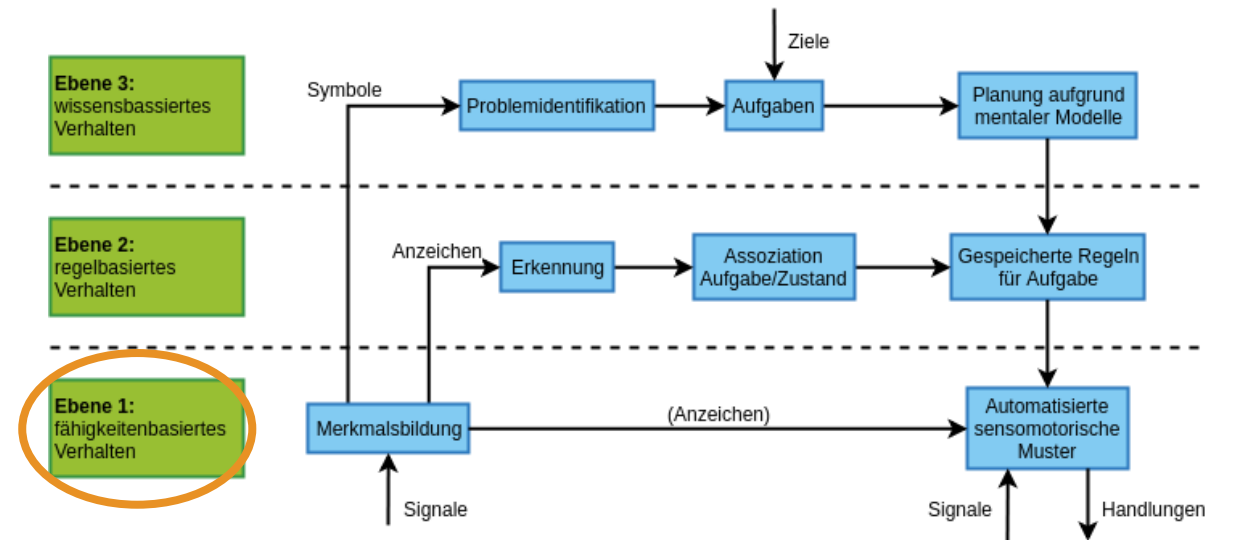 Ziele
Ebene 3:
wissensbassiertes
Verhalten
Symbole
Problemidentifikation
Aufgaben
Planung aufgrund
mentaler Modelle
Ebene 2:
regelbasiertes
Verhalten
Anzeichen
Erkennung
Assoziation
Aufgabe/Zustand
Gespeicherte Regeln
für Aufgabe
Ebene 1:
fähigkeitenbasiertes
Verhalten
Merkmalsbildung
(Anzeichen)
Automatisierte
sensomotorische
Muster
Signale
Signale
Handlungen